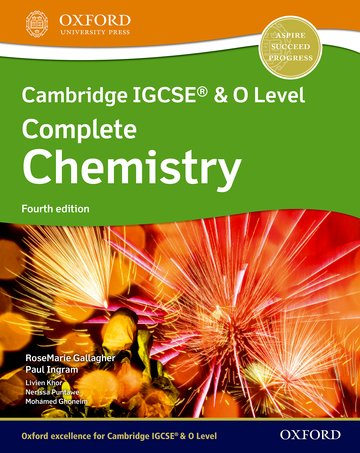 OXFORD
UNIVERSITY PRESS
ASPIRE
SUCCEED
PROGRESS
Cambridge IGCSE® & O Level
Complete
Chemistry
Fourth edition
RoseMarie Gallagher
Paul Ingram
Livien Khor
Nerissa Puntawe
Mohamed Ghoneim
Oxford excellence for Cambridge IGCSE® & O Level
OXFORD